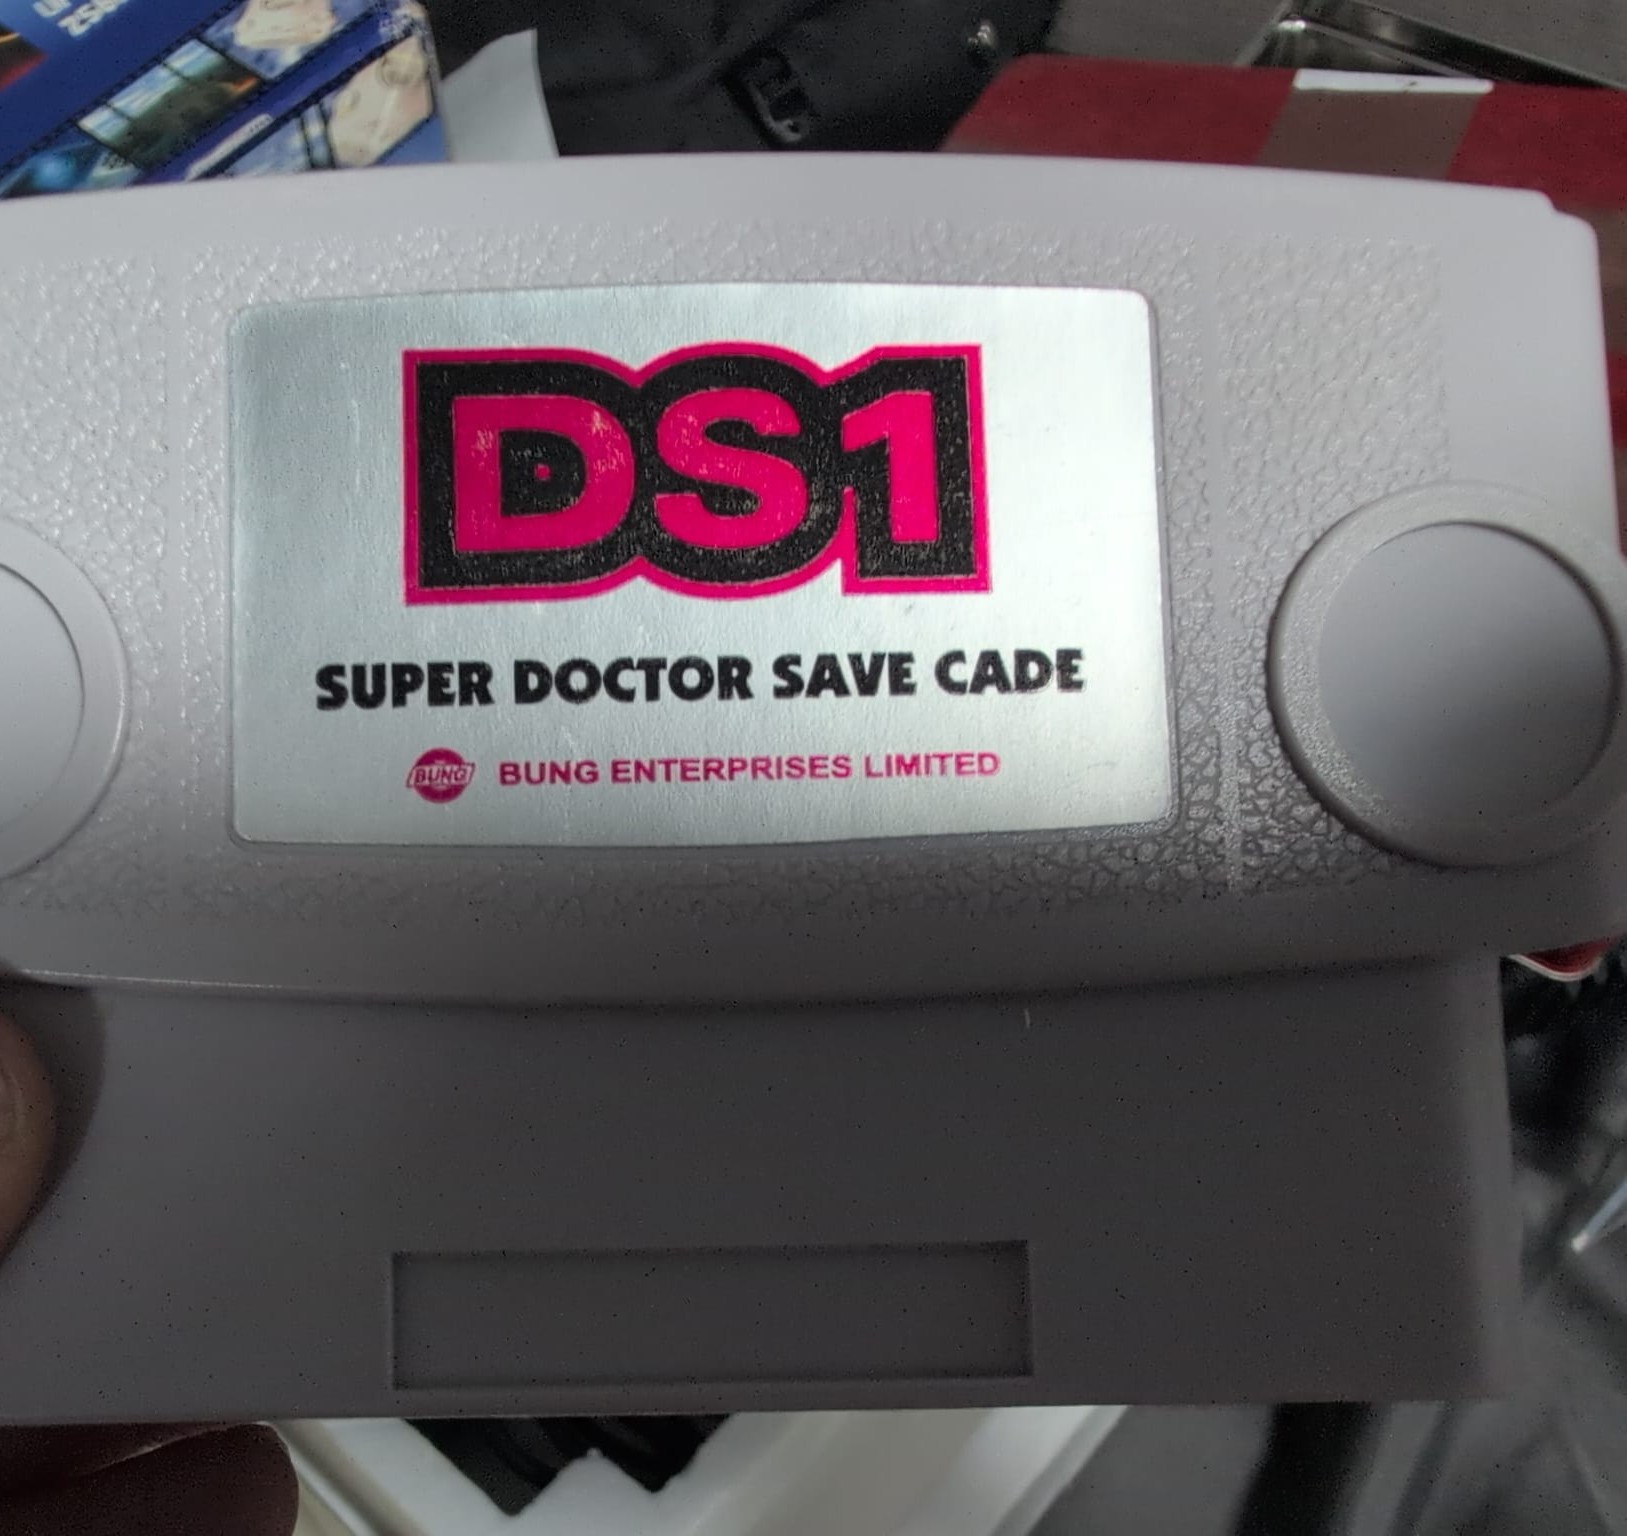 DS1
SUPER DOCTOR SAVE CADE
BUNG BUNG ENTERPRISES LIMITED